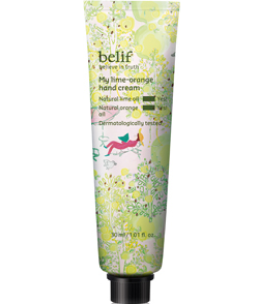 belif
believe in truth
My lime-orange
hand cream
Natural lime oil
Natural orange
oil
Dermatologically tested
30 ml / 1.01 fl. oz.